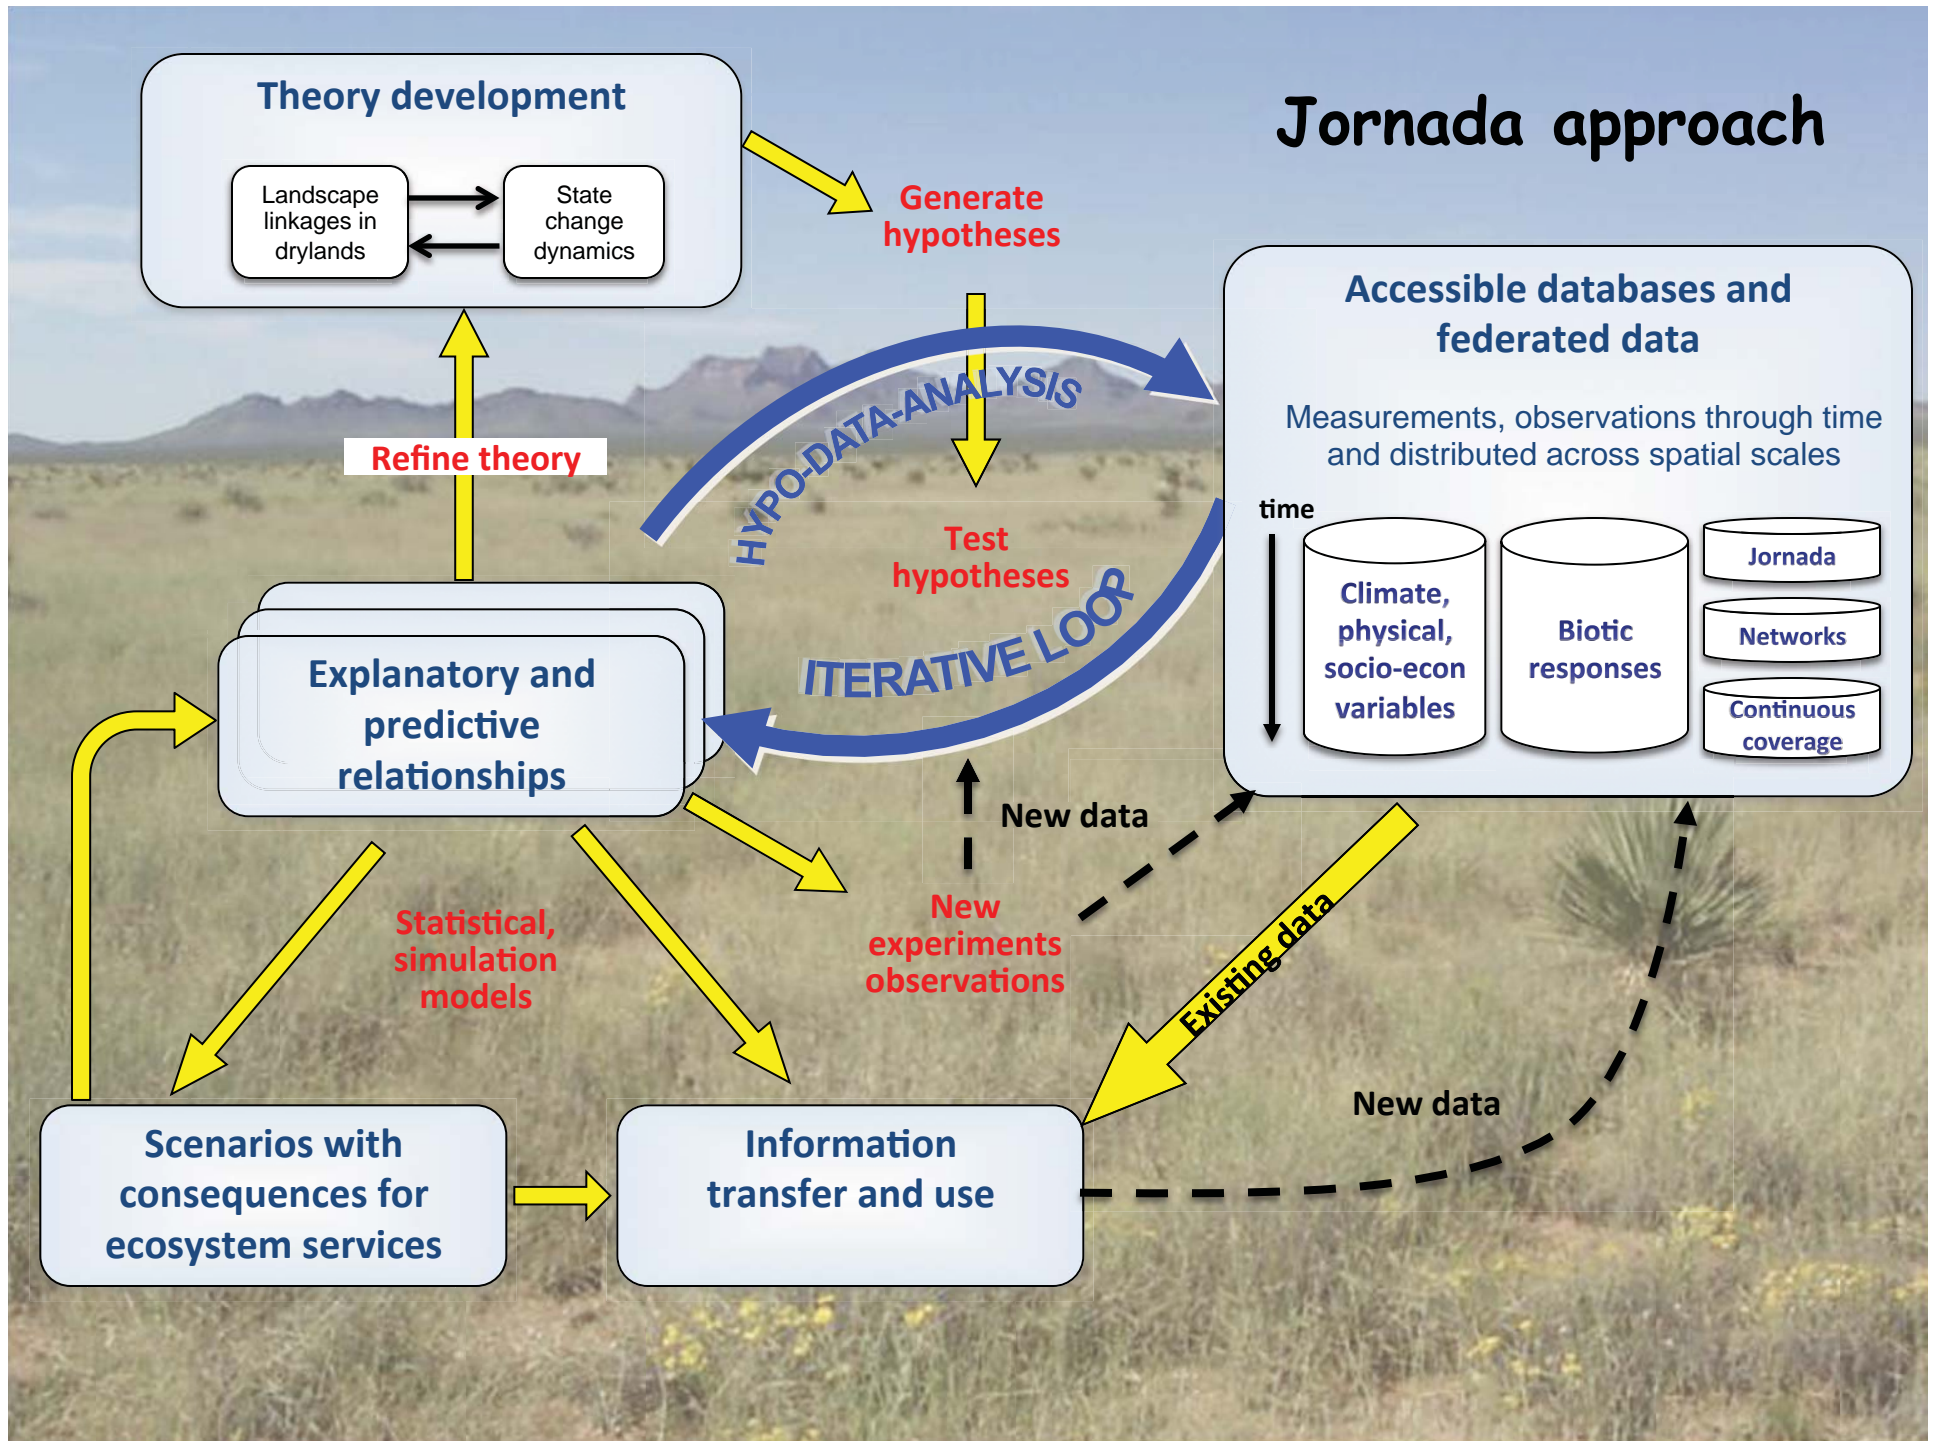 Theory development
Landscape
linkages in
drylands
State
change
dynamics
Jornada approach
Generate
hypotheses
Accessible databases and
federated data
Measurements, observations through time
and distributed across spatial scales
time
Climate,
physical,
socio-econ
variables
Biotic
responses
Jornada
Networks
Continuous
coverage
Refine theory
HYPO-DATA-ANALYSIS
Test
hypotheses
ITERATIVE LOOP
Explanatory and
predictive
relationships
New data
Statistical,
simulation
models
New
experiments
observations
Existing data
New data
Scenarios with
consequences for
ecosystem services
Information
transfer and use